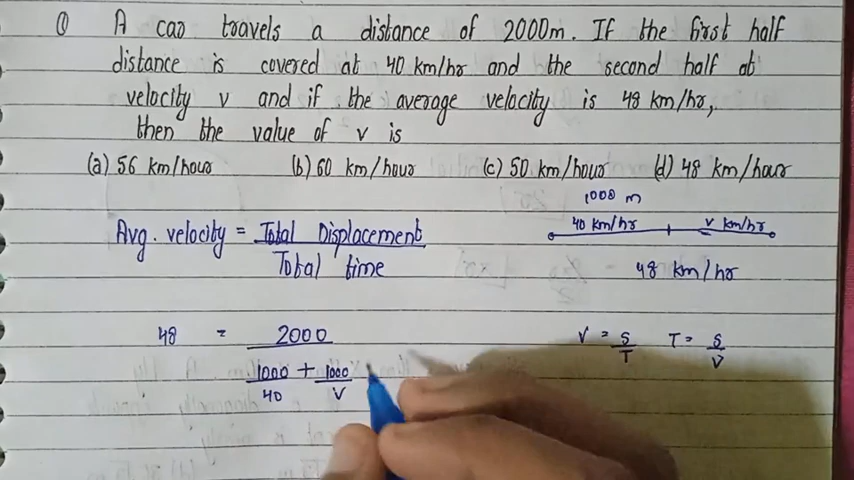 Q A car travels a distance of 2000m. If the first half
distance is covered at 40 km/hr and the second half at
velocity v and if the average velocity is 48 km/hr,
then the value of v is
(a) 56 km/hour (b) 60 km/hour (c) 50 km/hour (d) 48 km/hour
1000 m
40 km/hr v km/hr
48 km/hr
Avg. velocity = Total Displacement
Total time
48 = 2000
1000 + 1000
40 V
V = S T = S
T V